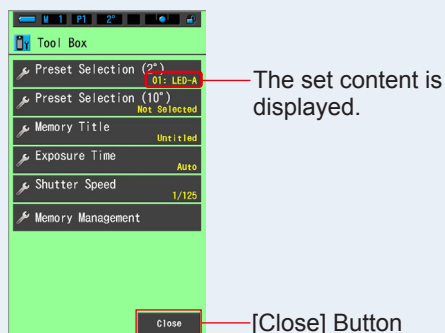 M 1 P1 2°
Tool Box
Preset Selection (2°)
01: LED-A
Preset Selection (10°)
Not Selected
Memory Title
Untitled
Exposure Time
Auto
Shutter Speed
1/125
Memory Management
Close
The set content is
displayed.
[Close] Button